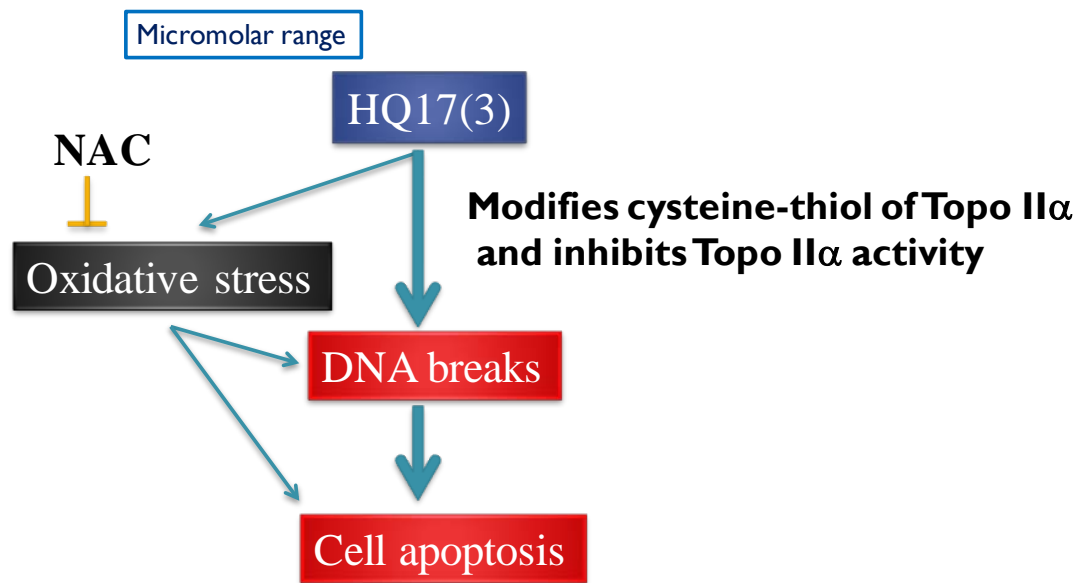 Micromolar range
HQ17(3)
NAC
Modifies cysteine-thiol of Topo IIα
and inhibits Topo IIα activity
Oxidative stress
DNA breaks
Cell apoptosis